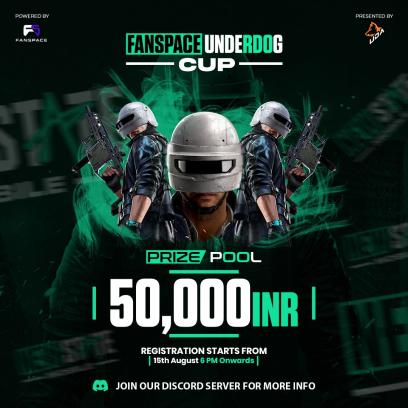 POWERED BY
FANSPACE
PRESENTED BY
UDA
FANSPACE UNDERDOG
CUP
PRIZE POOL
50,000INR
REGISTRATION STARTS FROM
| 15th August 6 PM Onwards |
JOIN OUR DISCORD SERVER FOR MORE INFO